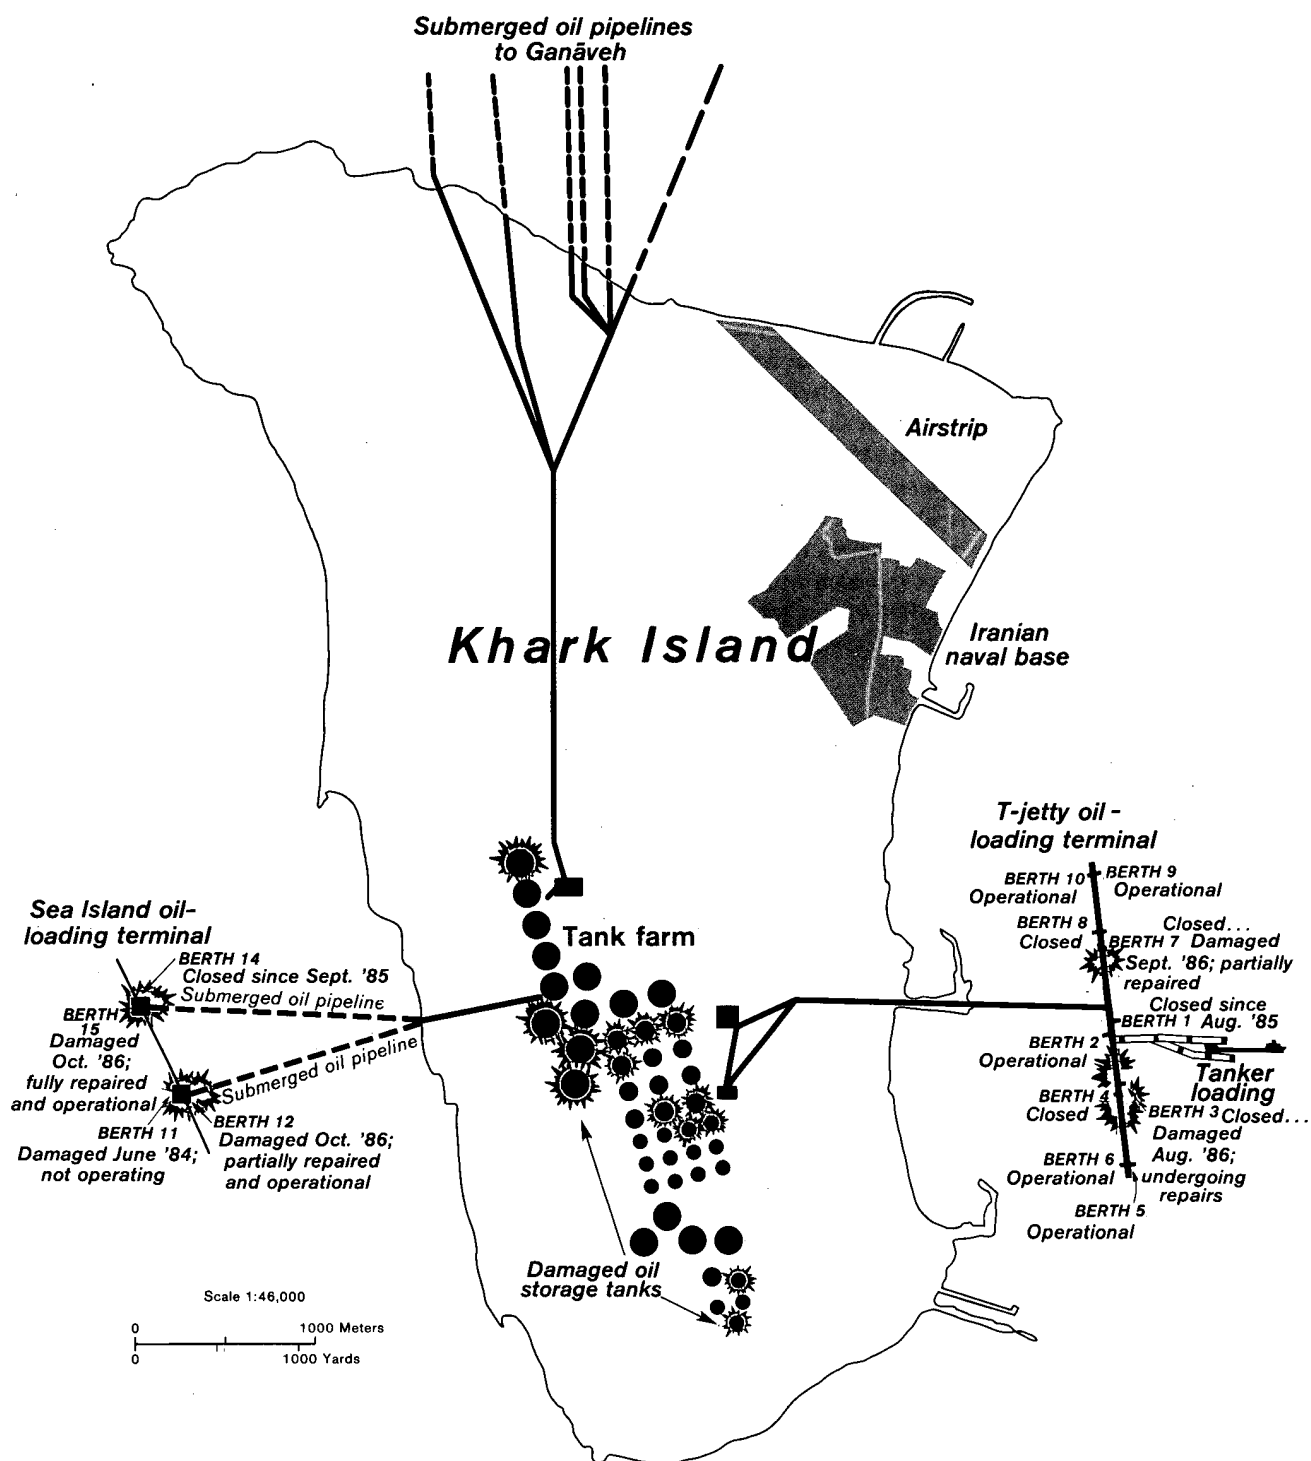 Submerged oil pipelines
to Ganāveh
Airstrip
Khark Island
Iranian
naval base
T-jetty oil-
loading terminal
BERTH 10
Operational
BERTH 9
Operational
BERTH 8
Closed
Closed...
BERTH 7 Damaged
Sept. '86; partially
repaired
Closed since
BERTH 1 Aug. '85
BERTH 2
Operational
Tanker
loading
BERTH 4
Closed
BERTH 3 Closed...
Damaged
Aug. '86;
undergoing
repairs
BERTH 6
Operational
BERTH 5
Operational
Tank farm
Sea Island oil-
loading terminal
BERTH 14
Closed since Sept. '85
Submerged oil pipeline
BERTH
15
Damaged
Oct. '86;
fully repaired
and operational
Submerged oil pipeline
BERTH 11
Damaged June '84;
not operating
BERTH 12
Damaged Oct. '86;
partially repaired
and operational
Damaged oil
storage tanks
Scale 1:46,000
0 1000 Meters
0 1000 Yards